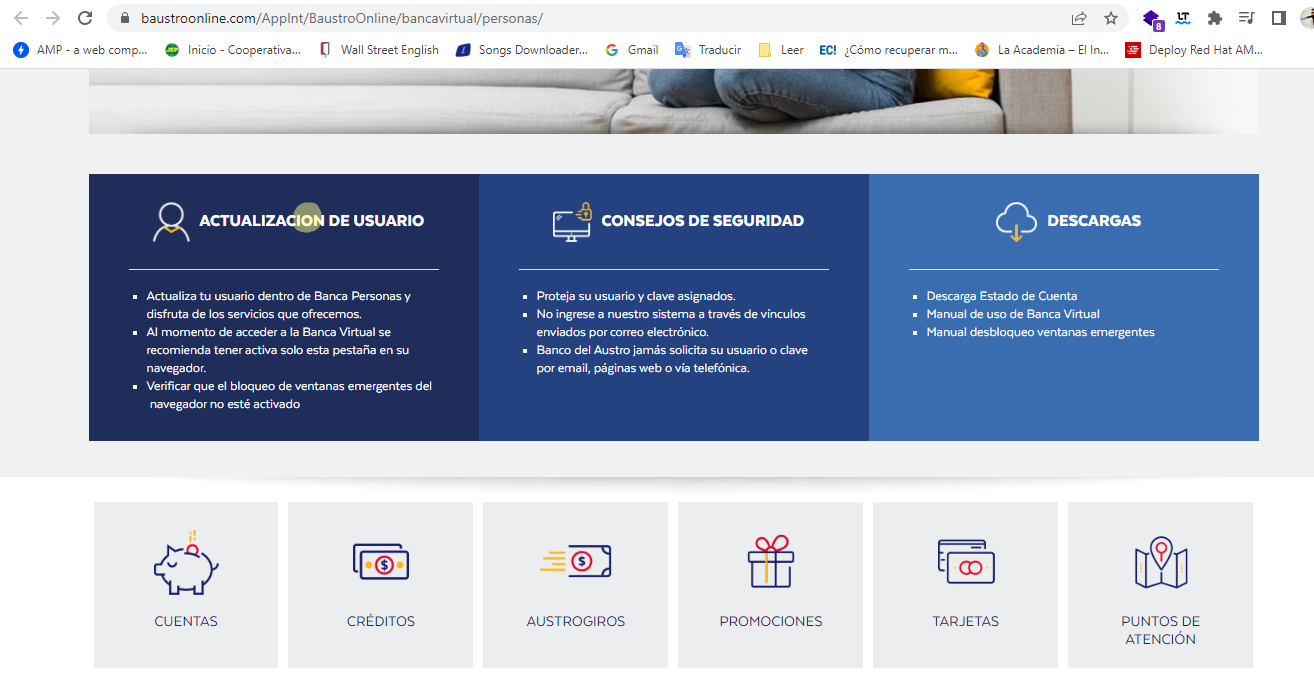 baustroonline.com/AppInt/BaustroOnline/bancavirtual/personas/
8
LT
AMP - a web comp...
JEP
Inicio - Cooperativa...
Wall Street English
Songs Downloader...
Gmail
Traducir
Leer
EC!
¿Cómo recuperar m...
La Academia – El In...
Deploy Red Hat AM...
ACTUALIZACION DE USUARIO
Actualiza tu usuario dentro de Banca Personas y
disfruta de los servicios que ofrecemos.
Al momento de acceder a la Banca Virtual se
recomienda tener activa solo esta pestaña en su
navegador.
Verificar que el bloqueo de ventanas emergentes del
navegador no esté activado
CONSEJOS DE SEGURIDAD
Proteja su usuario y clave asignados.
No ingrese a nuestro sistema a través de vínculos
enviados por correo electrónico.
Banco del Austro jamás solicita su usuario o clave
por email, páginas web o vía telefónica.
DESCARGAS
Descarga Estado de Cuenta
Manual de uso de Banca Virtual
Manual desbloqueo ventanas emergentes
CUENTAS
CRÉDITOS
AUSTROGIROS
PROMOCIONES
TARJETAS
PUNTOS DE
ATENCIÓN